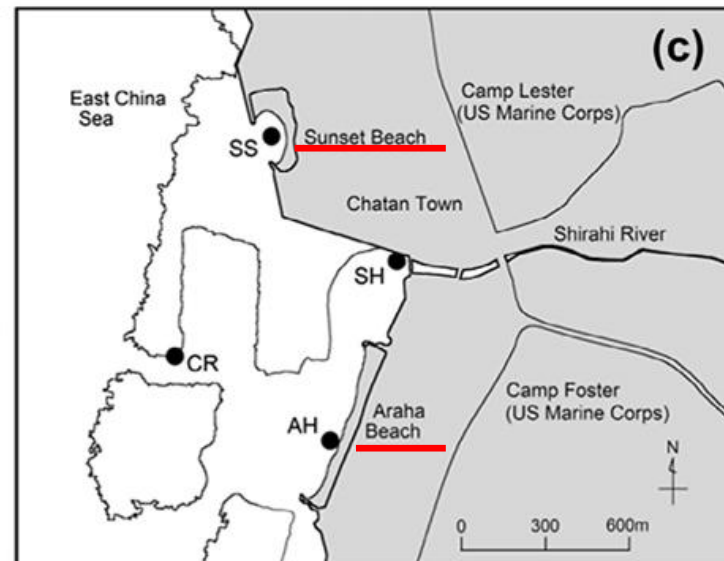 (c)
East China
Sea
Camp Lester
(US Marine Corps)
SS
Sunset Beach
Chatan Town
Shirahi River
SH
CR
Camp Foster
(US Marine Corps)
AH
Araha
Beach
N
0 300 600m